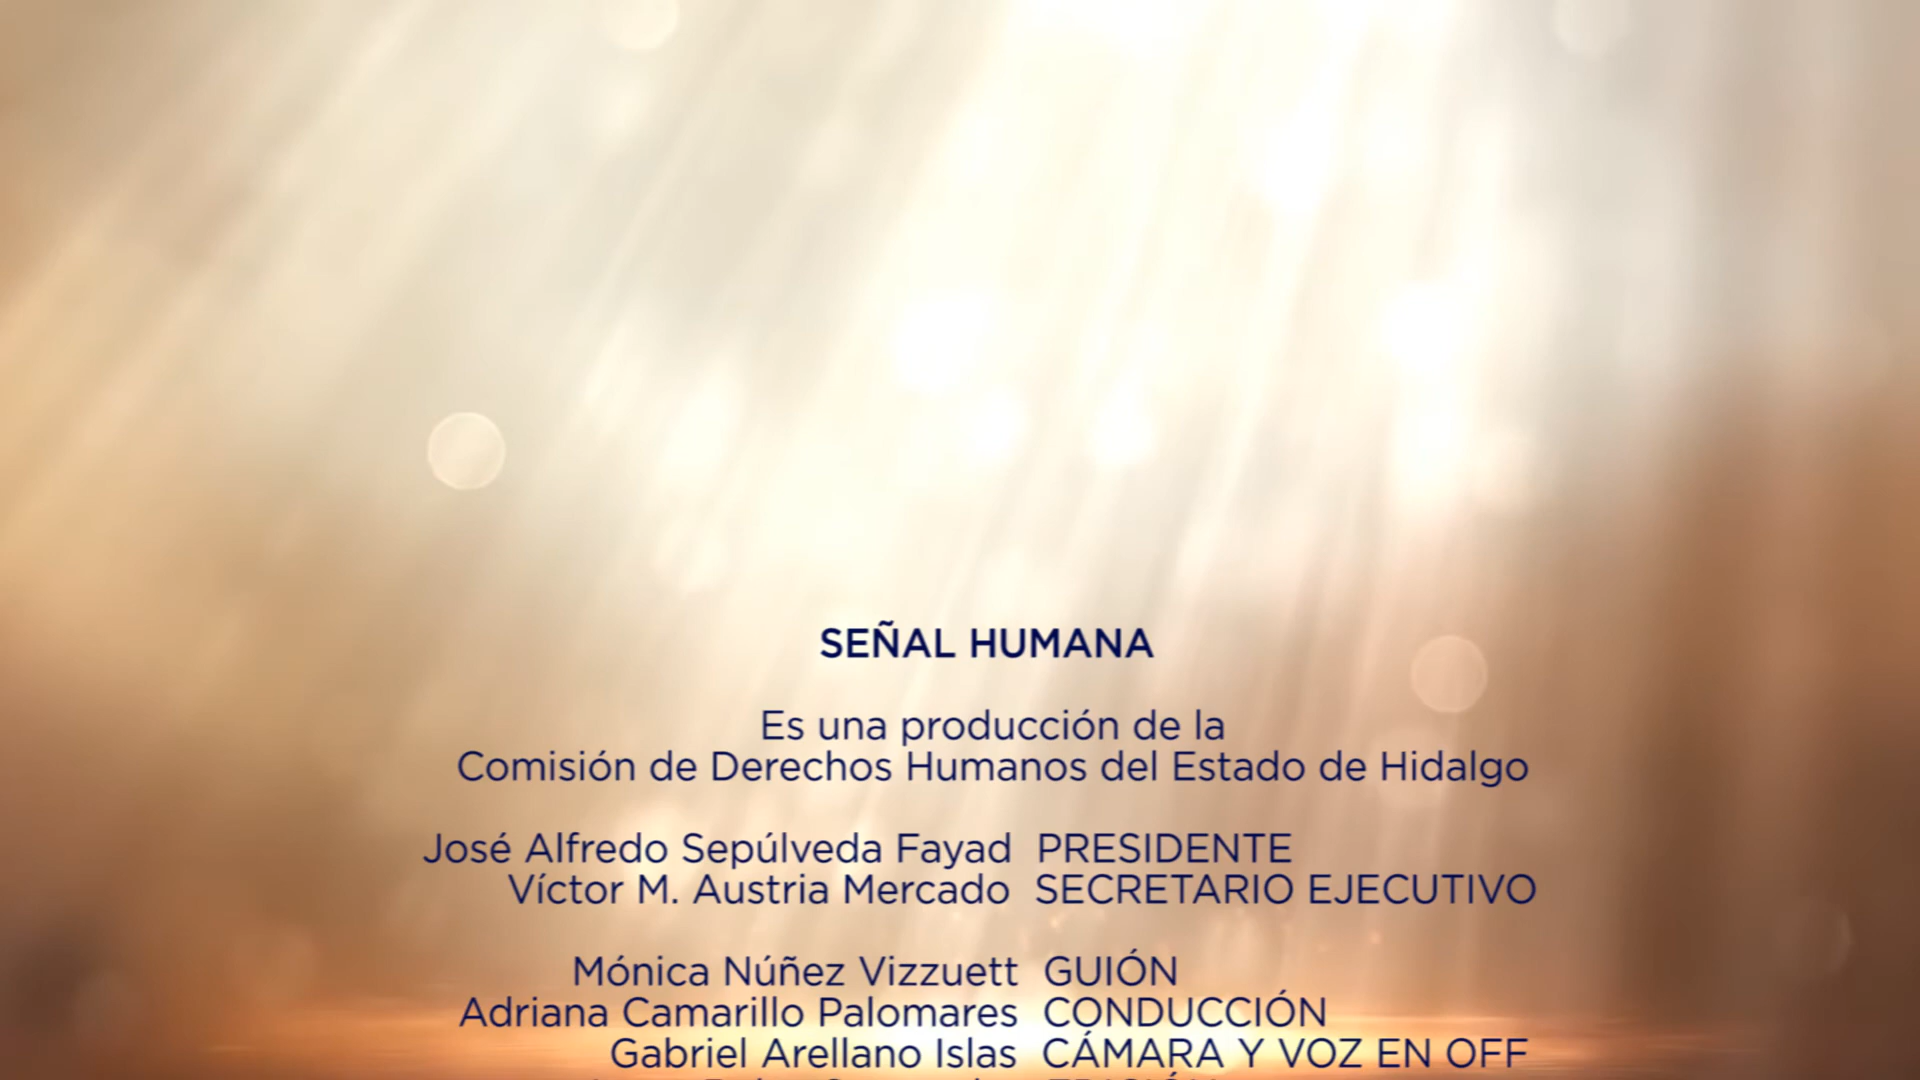 SEÑAL HUMANA
Es una producción de la
Comisión de Derechos Humanos del Estado de Hidalgo
José Alfredo Sepúlveda Fayad PRESIDENTE
Víctor M. Austria Mercado SECRETARIO EJECUTIVO
Mónica Núñez Vizzuett GUIÓN
Adriana Camarillo Palomares CONDUCCIÓN
Gabriel Arellano Islas CÁMARA Y VOZ EN OFF
EDICIÓN